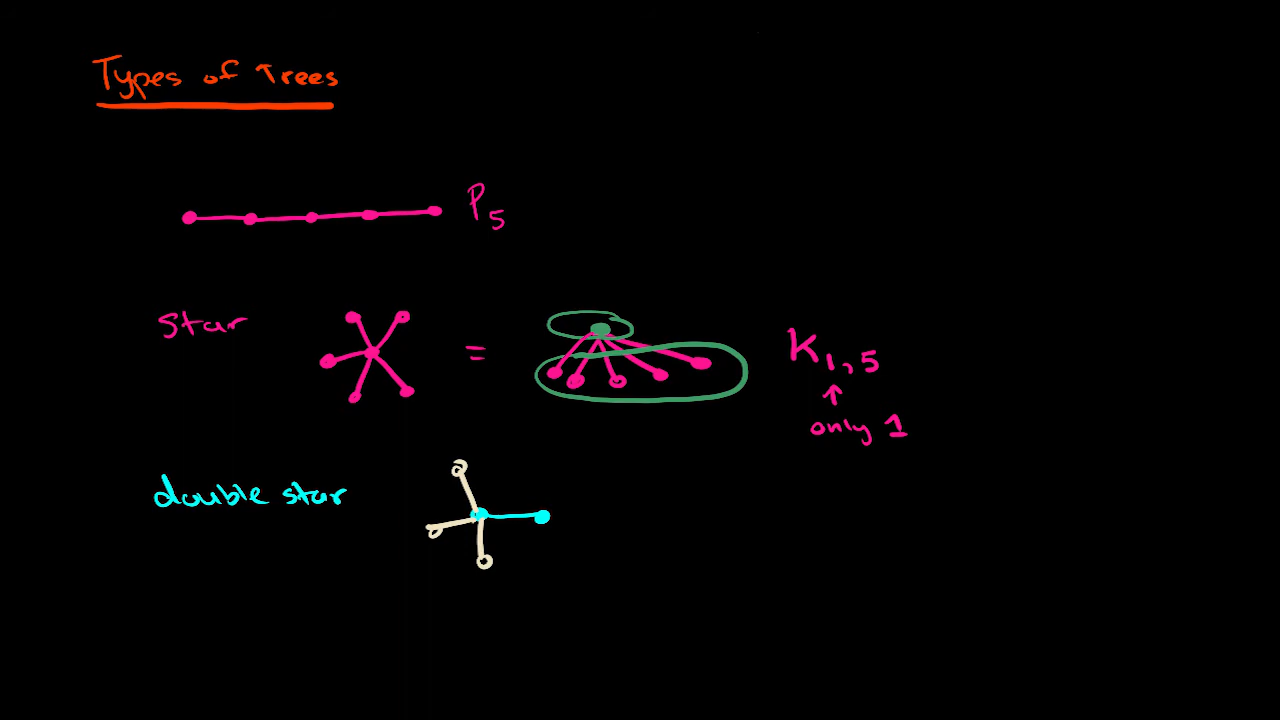 Types of Trees
P5
Star
=
K1,5
↑
only 1
double star